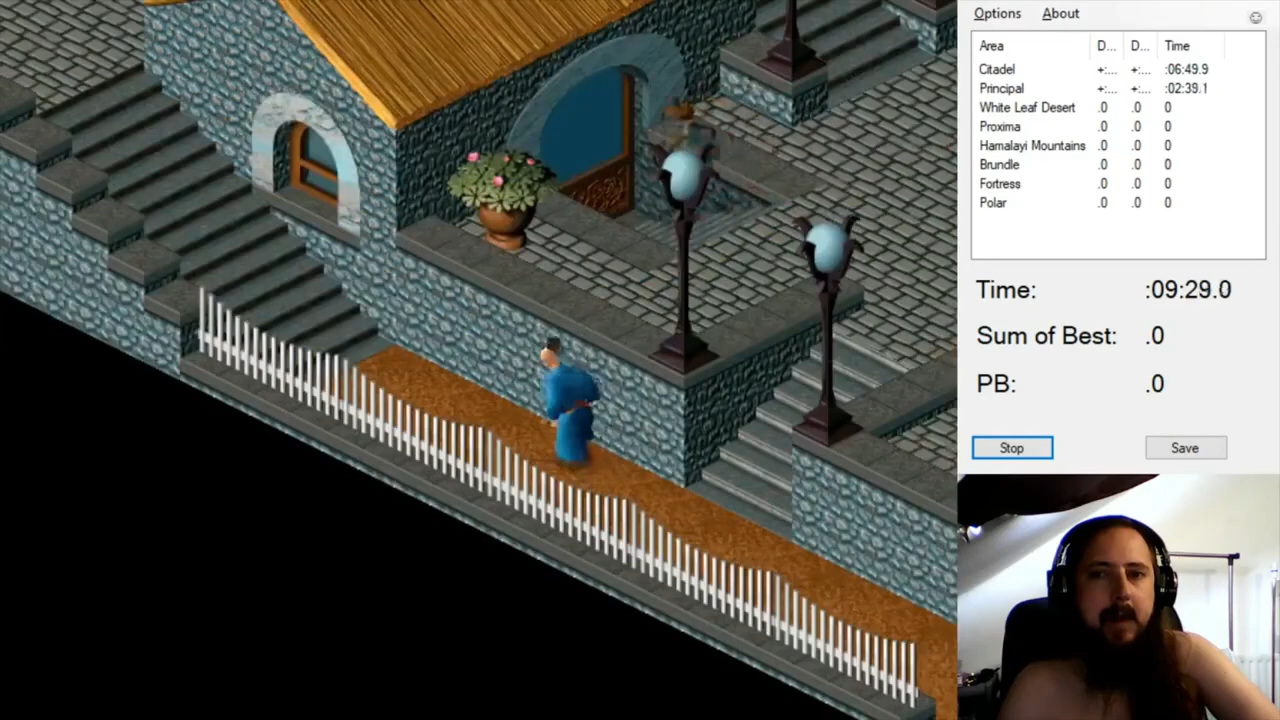 Options About
Area D... D... Time
Citadel +:... +:... :06:49.9
Principal +:... +:... :02:39.1
White Leaf Desert .0 .0 0
Proxima .0 .0 0
Hamalayi Mountains .0 .0 0
Brundle .0 .0 0
Fortress .0 .0 0
Polar .0 .0 0
Time: :09:29.0
Sum of Best: .0
PB: .0
Stop Save